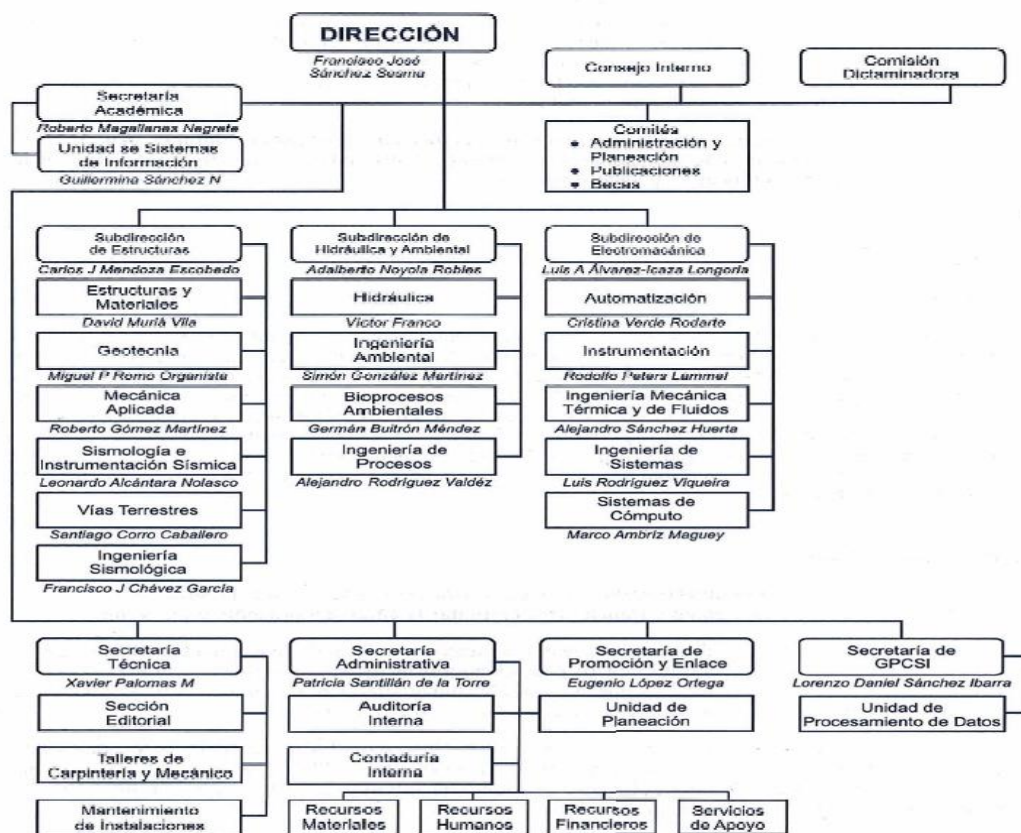 DIRECCIÓN
Francisco José
Sánchez Sesma
Consejo Interno
Comisión
Dictaminadora
Secretaría
Académica
Roberto Magallanes Negrete
Unidad se Sistemas
de Información
Guillermina Sánchez N
Comités
• Administración y
Planeación
• Publicaciones
• Becas
Subdirección
de Estructuras
Carlos J Mendoza Escobedo
Estructuras y
Materiales
David Muriá Vila
Geotecnia
Miguel P Romo Organista
Mecánica
Aplicada
Roberto Gómez Martínez
Sismología e
Instrumentación Sísmica
Leonardo Alcántara Nolasco
Vías Terrestres
Santiago Corro Caballero
Ingeniería
Sismológica
Francisco J Chávez García
Subdirección de
Hidráulica y Ambiental
Adalberto Noyola Robles
Hidráulica
Víctor Franco
Ingeniería
Ambiental
Simón González Martínez
Bioprocesos
Ambientales
Germán Buitrón Méndez
Ingeniería de
Procesos
Alejandro Rodríguez Valdéz
Subdirección de
Electromacánica
Luis A Álvarez-Icaza Longoria
Automatización
Cristina Verde Rodarte
Instrumentación
Rodolfo Peters Lammel
Ingeniería Mecánica
Térmica y de Fluidos
Alejandro Sánchez Huerta
Ingeniería de
Sistemas
Luis Rodríguez Viqueira
Sistemas de
Cómputo
Marco Ambriz Maguey
Secretaría
Técnica
Xavier Palomas M
Sección
Editorial
Talleres de
Carpintería y Mecánico
Mantenimiento
de Instalaciones
Secretaría
Administrativa
Patricia Santillán de la Torre
Auditoría
Interna
Contaduría
Interna
Recursos
Materiales
Recursos
Humanos
Recursos
Financieros
Servicios
de Apoyo
Secretaría de
Promoción y Enlace
Eugenio López Ortega
Unidad de
Planeación
Secretaría de
GPCSI
Lorenzo Daniel Sánchez Ibarra
Unidad de
Procesamiento de Datos